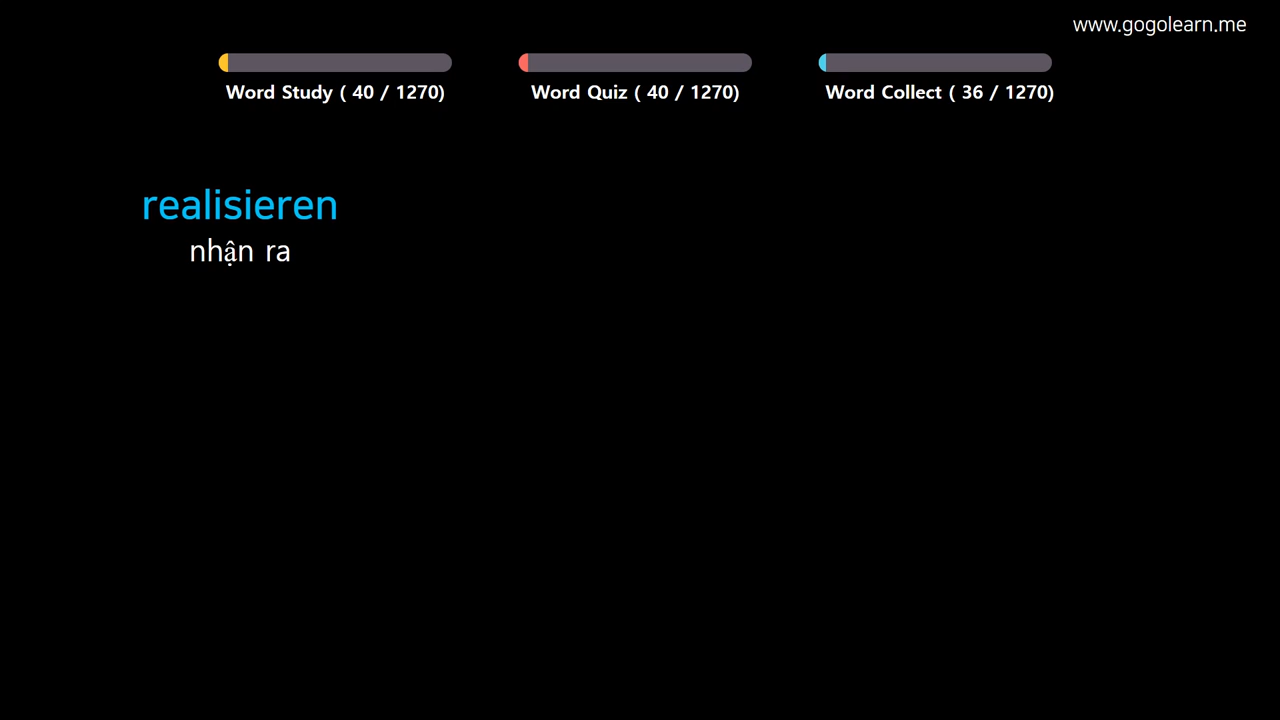 www.gogolearn.me
Word Study ( 40 / 1270)
Word Quiz ( 40 / 1270)
Word Collect ( 36 / 1270)
realisieren
nhận ra